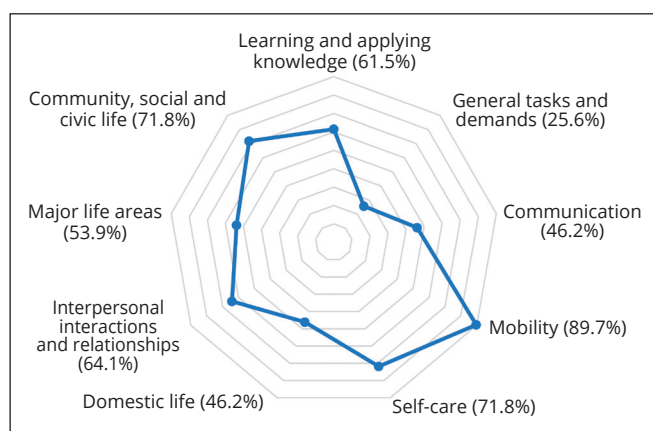 Learning and applying
knowledge (61.5%)
General tasks and
demands (25.6%)
Communication
(46.2%)
Mobility (89.7%)
Self-care (71.8%)
Domestic life (46.2%)
Interpersonal
interactions
and relationships
(64.1%)
Major life areas
(53.9%)
Community, social and
civic life (71.8%)